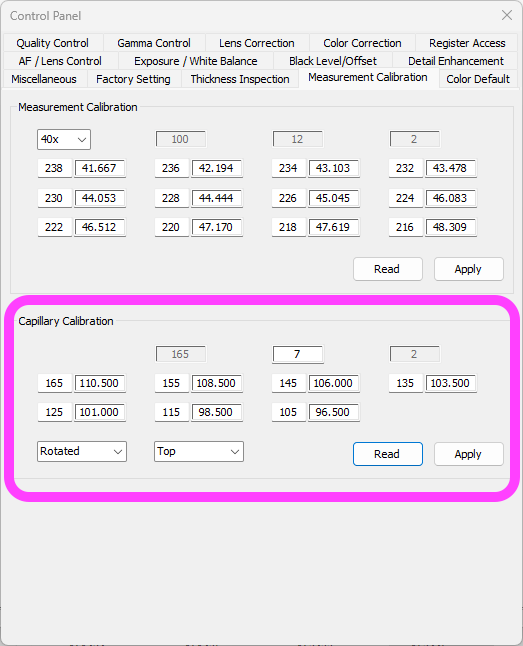 Control Panel
Quality Control Gamma Control Lens Correction Color Correction Register Access
AF / Lens Control Exposure / White Balance Black Level/Offset Detail Enhancement
Miscellaneous Factory Setting Thickness Inspection Measurement Calibration Color Default
Measurement Calibration
40x 100 12 2
238 41.667 236 42.194 234 43.103 232 43.478
230 44.053 228 44.444 226 45.045 224 46.083
222 46.512 220 47.170 218 47.619 216 48.309
Read Apply
Capillary Calibration
165 7 2
165 110.500 155 108.500 145 106.000 135 103.500
125 101.000 115 98.500 105 96.500
Rotated Top Read Apply